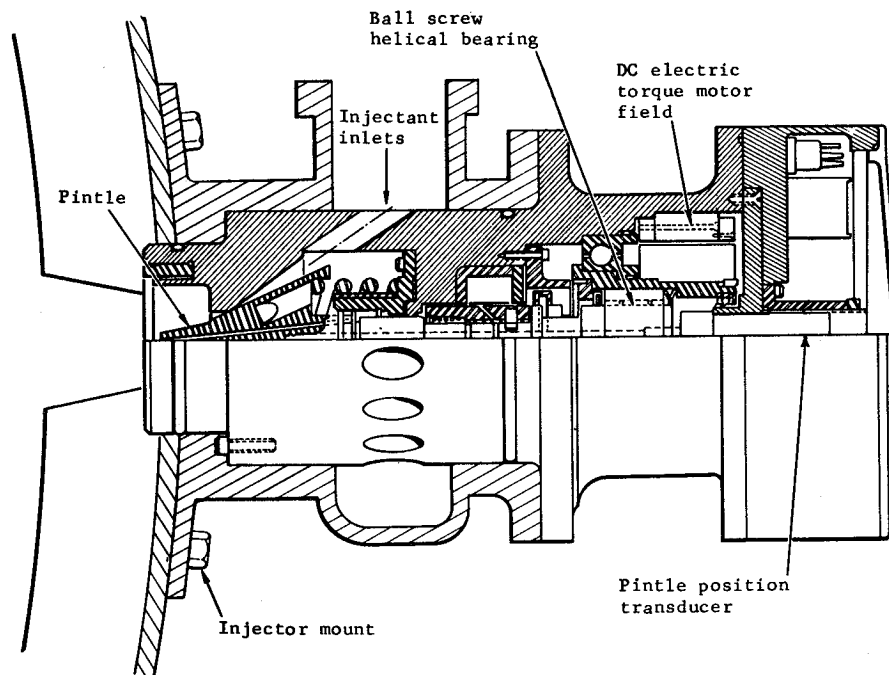 Ball screw
helical bearing
DC electric
torque motor
field
Injectant
inlets
Pintle
Pintle position
transducer
Injector mount